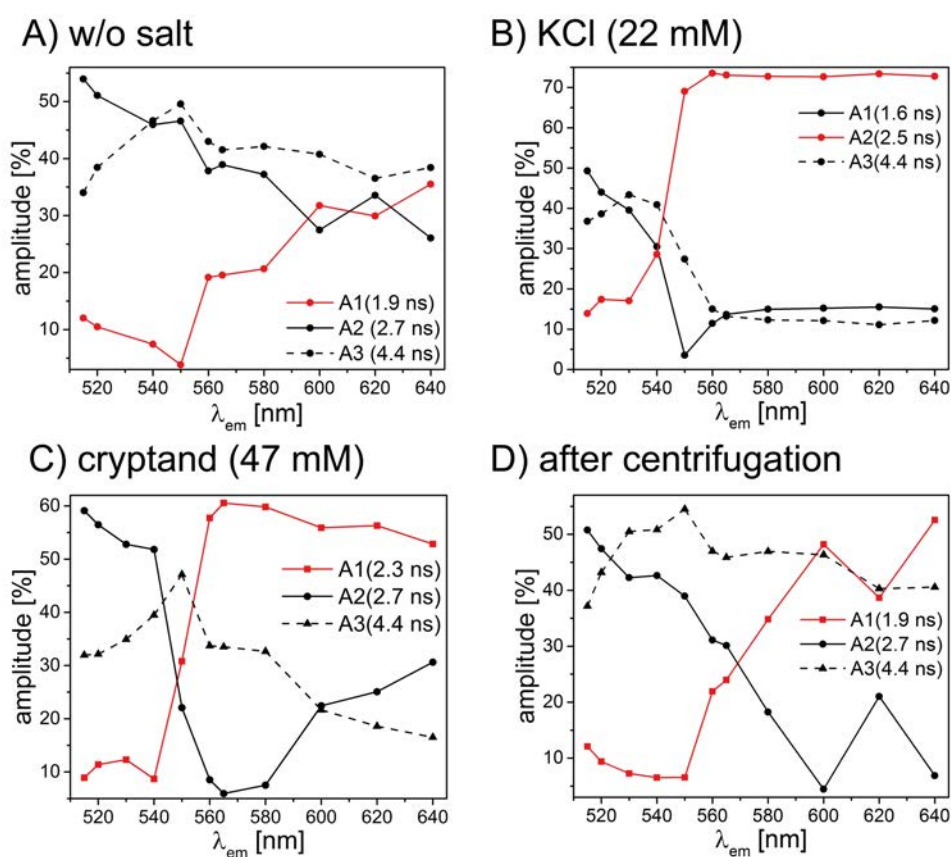 A) w/o salt
amplitude [%]
50
40
30
20
10
A1(1.9 ns)
A2 (2.7 ns)
A3 (4.4 ns)
520 540 560 580 600 620 640
λem [nm]
B) KCl (22 mM)
amplitude [%]
70
60
50
40
30
20
10
0
A1(1.6 ns)
A2(2.5 ns)
A3(4.4 ns)
520 540 560 580 600 620 640
λem [nm]
C) cryptand (47 mM)
amplitude [%]
60
50
40
30
20
10
A1(2.3 ns)
A2(2.7 ns)
A3(4.4 ns)
520 540 560 580 600 620 640
λem [nm]
D) after centrifugation
amplitude [%]
50
40
30
20
10
A1(1.9 ns)
A2(2.7 ns)
A3(4.4 ns)
520 540 560 580 600 620 640
λem [nm]